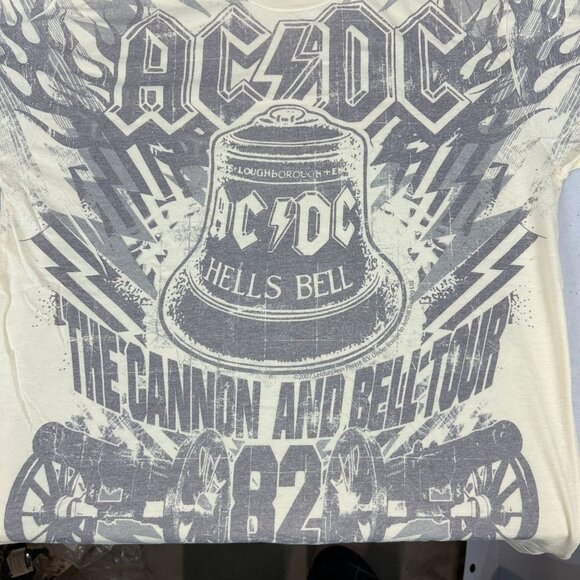 AC⚡DC
LOUGHBOROUGH
AC⚡DC
HELLS BELL
THE CANNON AND BELL TOUR
82